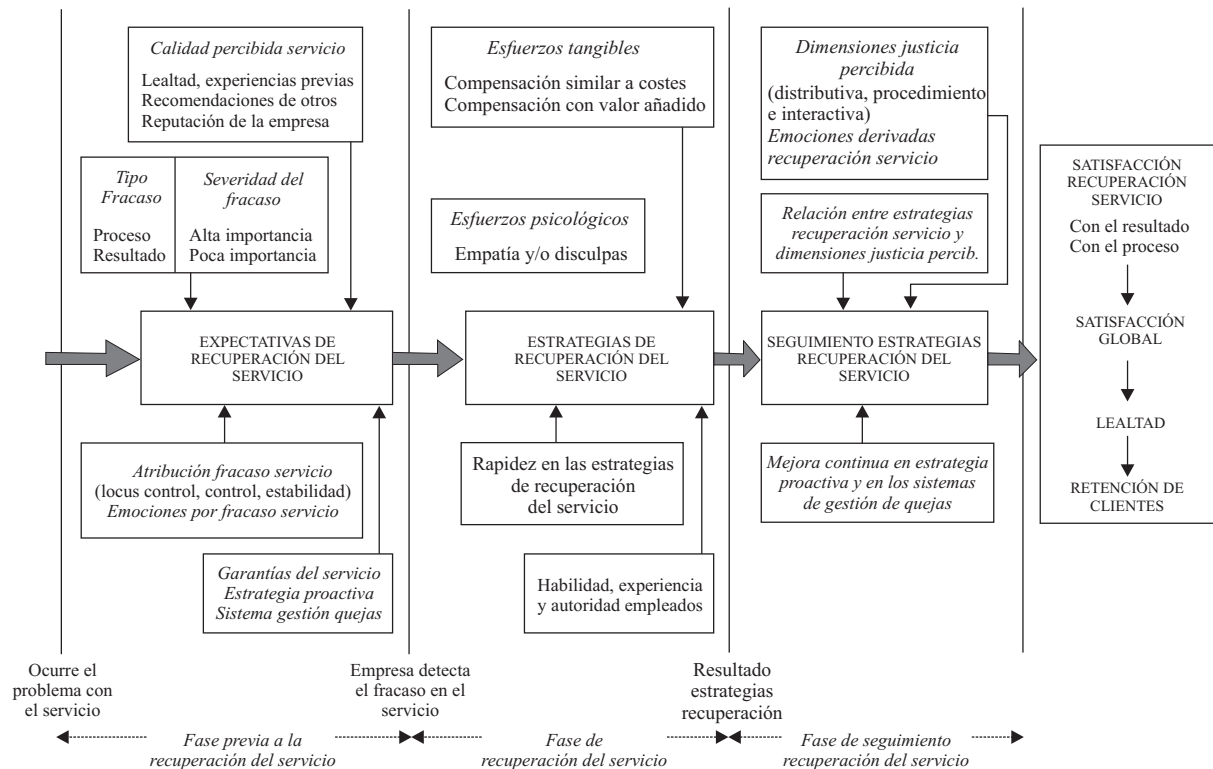 Calidad percibida servicio
Lealtad, experiencias previas
Recomendaciones de otros
Reputación de la empresa
Tipo
Fracaso
Proceso
Resultado
Severidad del
fracaso
Alta importancia
Poca importancia
EXPECTATIVAS DE
RECUPERACIÓN DEL
SERVICIO
Atribución fracaso servicio
(locus control, control, estabilidad)
Emociones por fracaso servicio
Garantías del servicio
Estrategia proactiva
Sistema gestión quejas
Esfuerzos tangibles
Compensación similar a costes
Compensación con valor añadido
Esfuerzos psicológicos
Empatía y/o disculpas
ESTRATEGIAS DE
RECUPERACIÓN DEL
SERVICIO
Rapidez en las estrategias
de recuperación
del servicio
Habilidad, experiencia
y autoridad empleados
Dimensiones justicia
percibida
(distributiva, procedimiento
e interactiva)
Emociones derivadas
recuperación servicio
Relación entre estrategias
recuperación servicio y
dimensiones justicia percib.
SEGUIMIENTO ESTRATEGIAS
RECUPERACIÓN DEL
SERVICIO
Mejora continua en estrategia
proactiva y en los sistemas
de gestión de quejas
SATISFACCIÓN
RECUPERACIÓN
SERVICIO
Con el resultado
Con el proceso
SATISFACCIÓN
GLOBAL
LEALTAD
RETENCIÓN DE
CLIENTES
Ocurre el
problema con
el servicio
Empresa detecta
el fracaso en el
servicio
Resultado
estrategias
recuperación
Fase previa a la
recuperación del servicio
Fase de
recuperación del servicio
Fase de seguimiento
recuperación del servicio